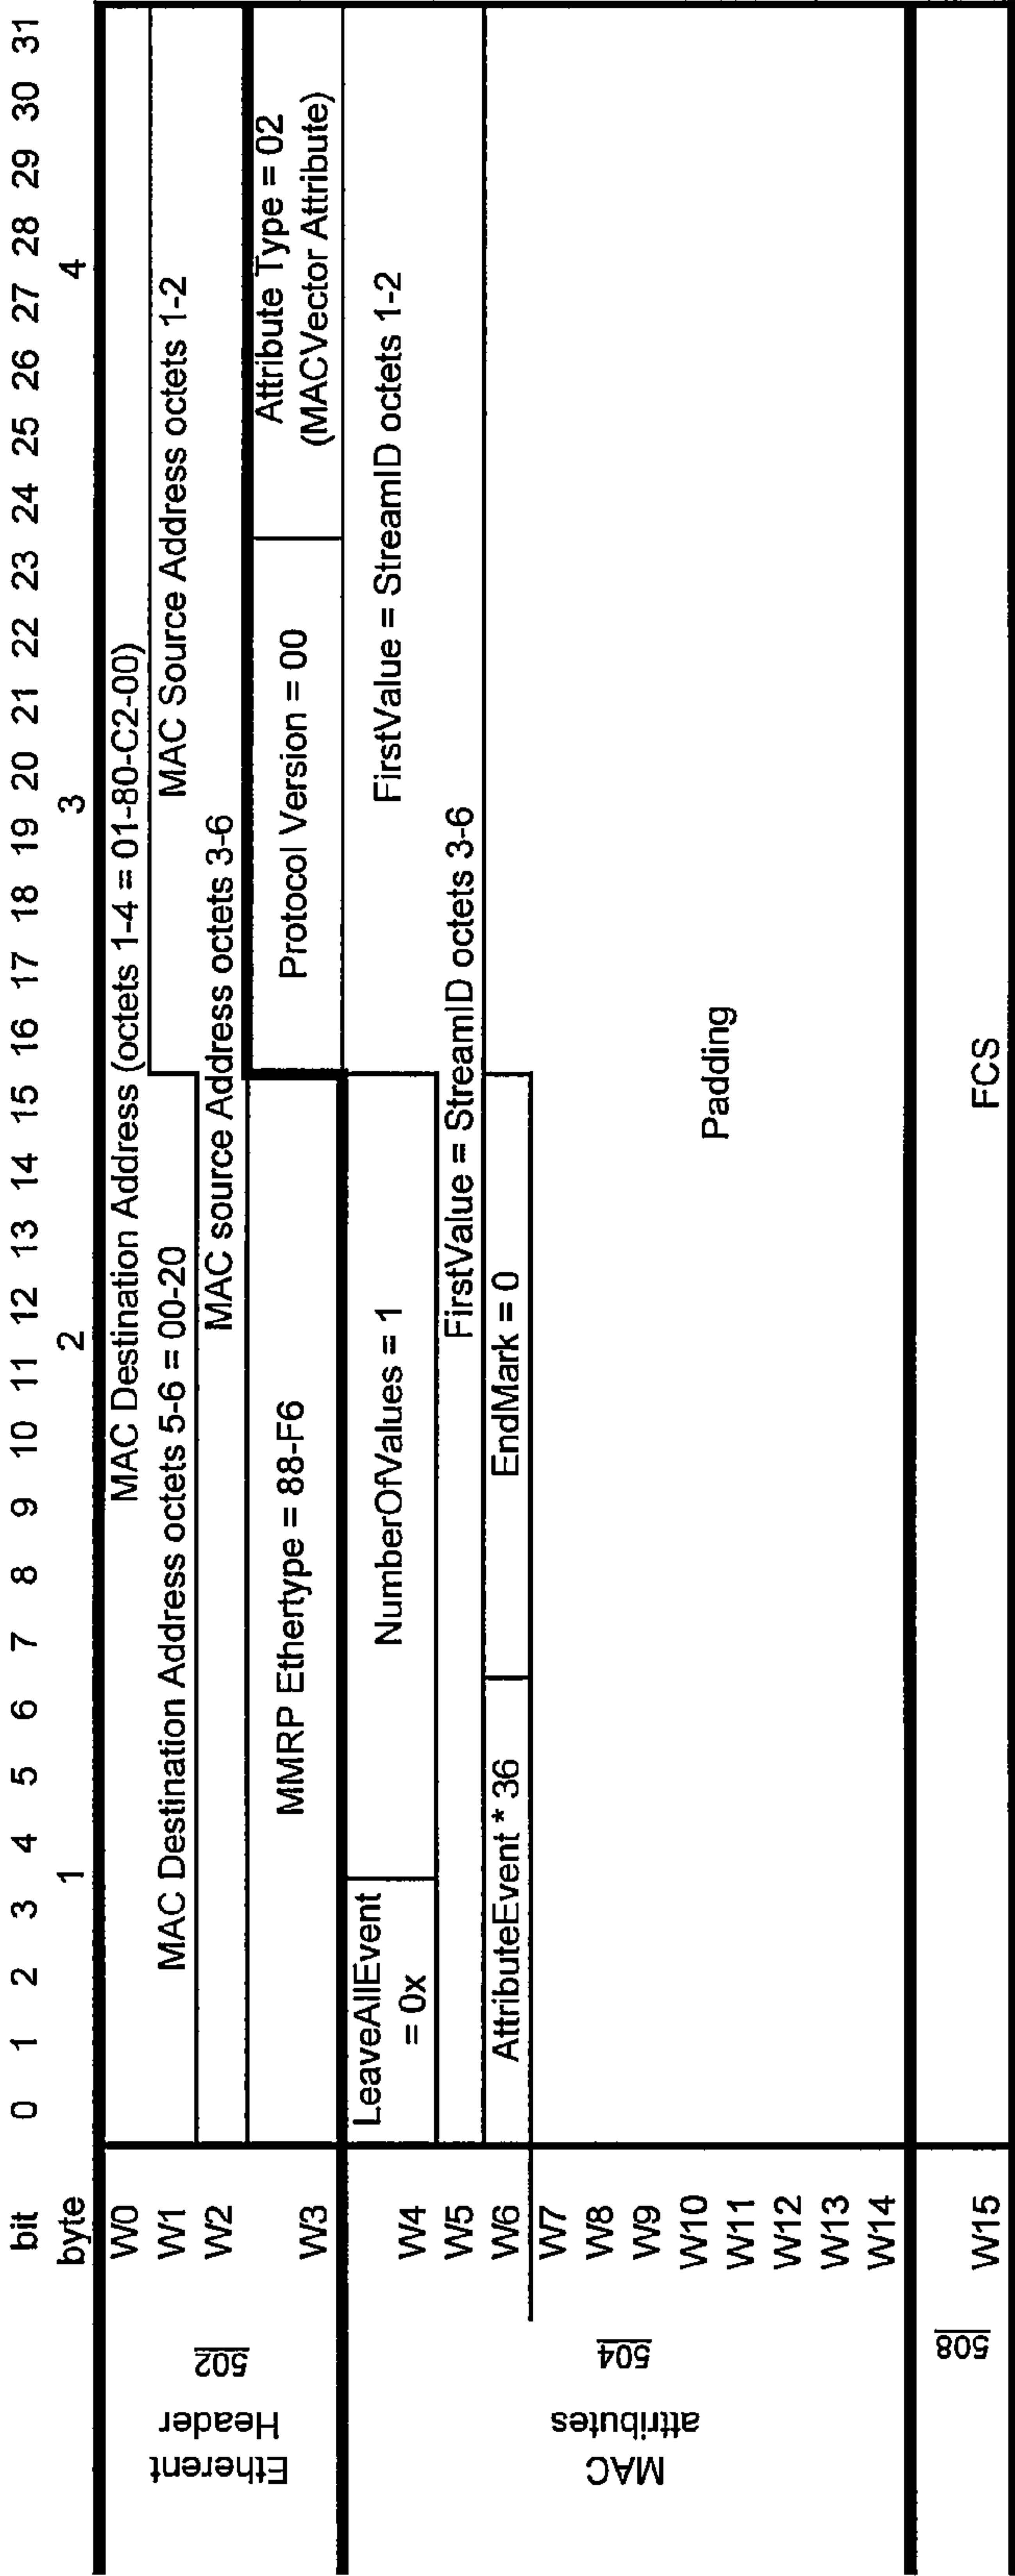 bit 0 1 2 3 4 5 6 7 8 9 10 11 12 13 14 15 16 17 18 19 20 21 22 23 24 25 26 27 28 29 30 31
byte 1 2 3 4
Etherent
Header
502
W0 MAC Destination Address (octets 1-4 = 01-80-C2-00)
W1 MAC Destination Address octets 5-6 = 00-20 MAC Source Address octets 1-2
W2 MAC source Address octets 3-6
W3 MMRP Ethertype = 88-F6 Protocol Version = 00 Attribute Type = 02
(MACVector Attribute)
MAC
attributes
504
W4 LeaveAllEvent
= 0x
NumberOfValues = 1 FirstValue = StreamID octets 1-2
W5 FirstValue = StreamID octets 3-6
W6 AttributeEvent * 36 EndMark = 0
W7
W8
W9
W10 Padding
W11
W12
W13
W14
508
W15 FCS